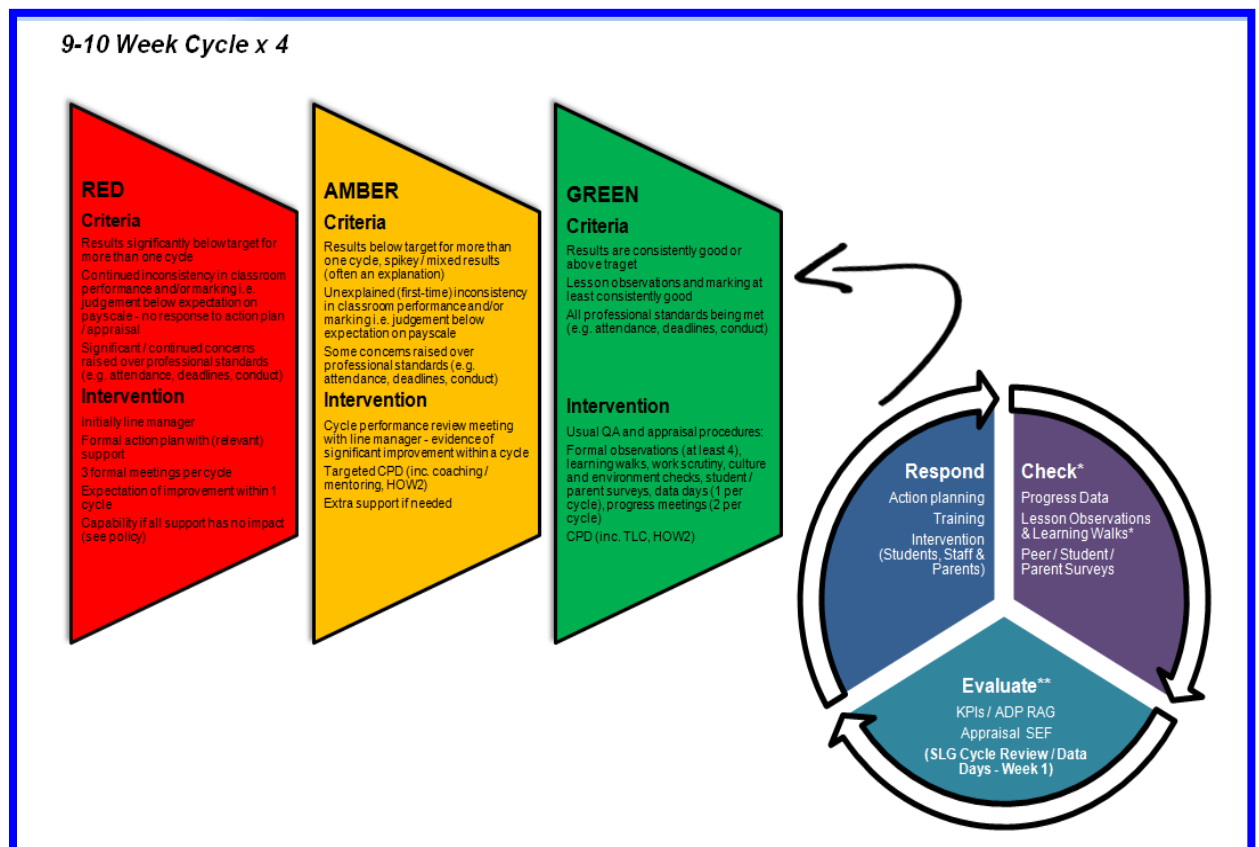 9-10 Week Cycle x 4
RED
Criteria
Results significantly below target for
more than one cycle
Continued inconsistency in classroom
performance and/or marking i.e.
judgement below expectation on
payscale - no response to action plan
/ appraisal
Significant / continued concerns
raised over professional standards
(e.g. attendance, deadlines, conduct)
Intervention
Initially line manager
Formal action plan with (relevant)
support
3 formal meetings per cycle
Expectation of improvement within 1
cycle
Capability if all support has no impact
(see policy)
AMBER
Criteria
Results below target for more than
one cycle, spikey / mixed results
(often an explanation)
Unexplained (first-time) inconsistency
in classroom performance and/or
marking i.e. judgement below
expectation on payscale
Some concerns raised over
professional standards (e.g.
attendance, deadlines, conduct)
Intervention
Cycle performance review meeting
with line manager - evidence of
significant improvement within a cycle
Targeted CPD (inc. coaching /
mentoring, HOW2)
Extra support if needed
GREEN
Criteria
Results are consistently good or
above traget
Lesson observations and marking at
least consistently good
All professional standards being met
(e.g. attendance, deadlines, conduct)
Intervention
Usual QA and appraisal procedures:
Formal observations (at least 4),
learning walks, work scrutiny, culture
and environment checks, student /
parent surveys, data days (1 per
cycle), progress meetings (2 per
cycle)
CPD (inc. TLC, HOW2)
Respond
Action planning
Training
Intervention
(Students, Staff &
Parents)
Check*
Progress Data
Lesson Observations
& Learning Walks*
Peer / Student /
Parent Surveys
Evaluate**
KPIs / ADP RAG
Appraisal SEF
(SLG Cycle Review / Data
Days - Week 1)